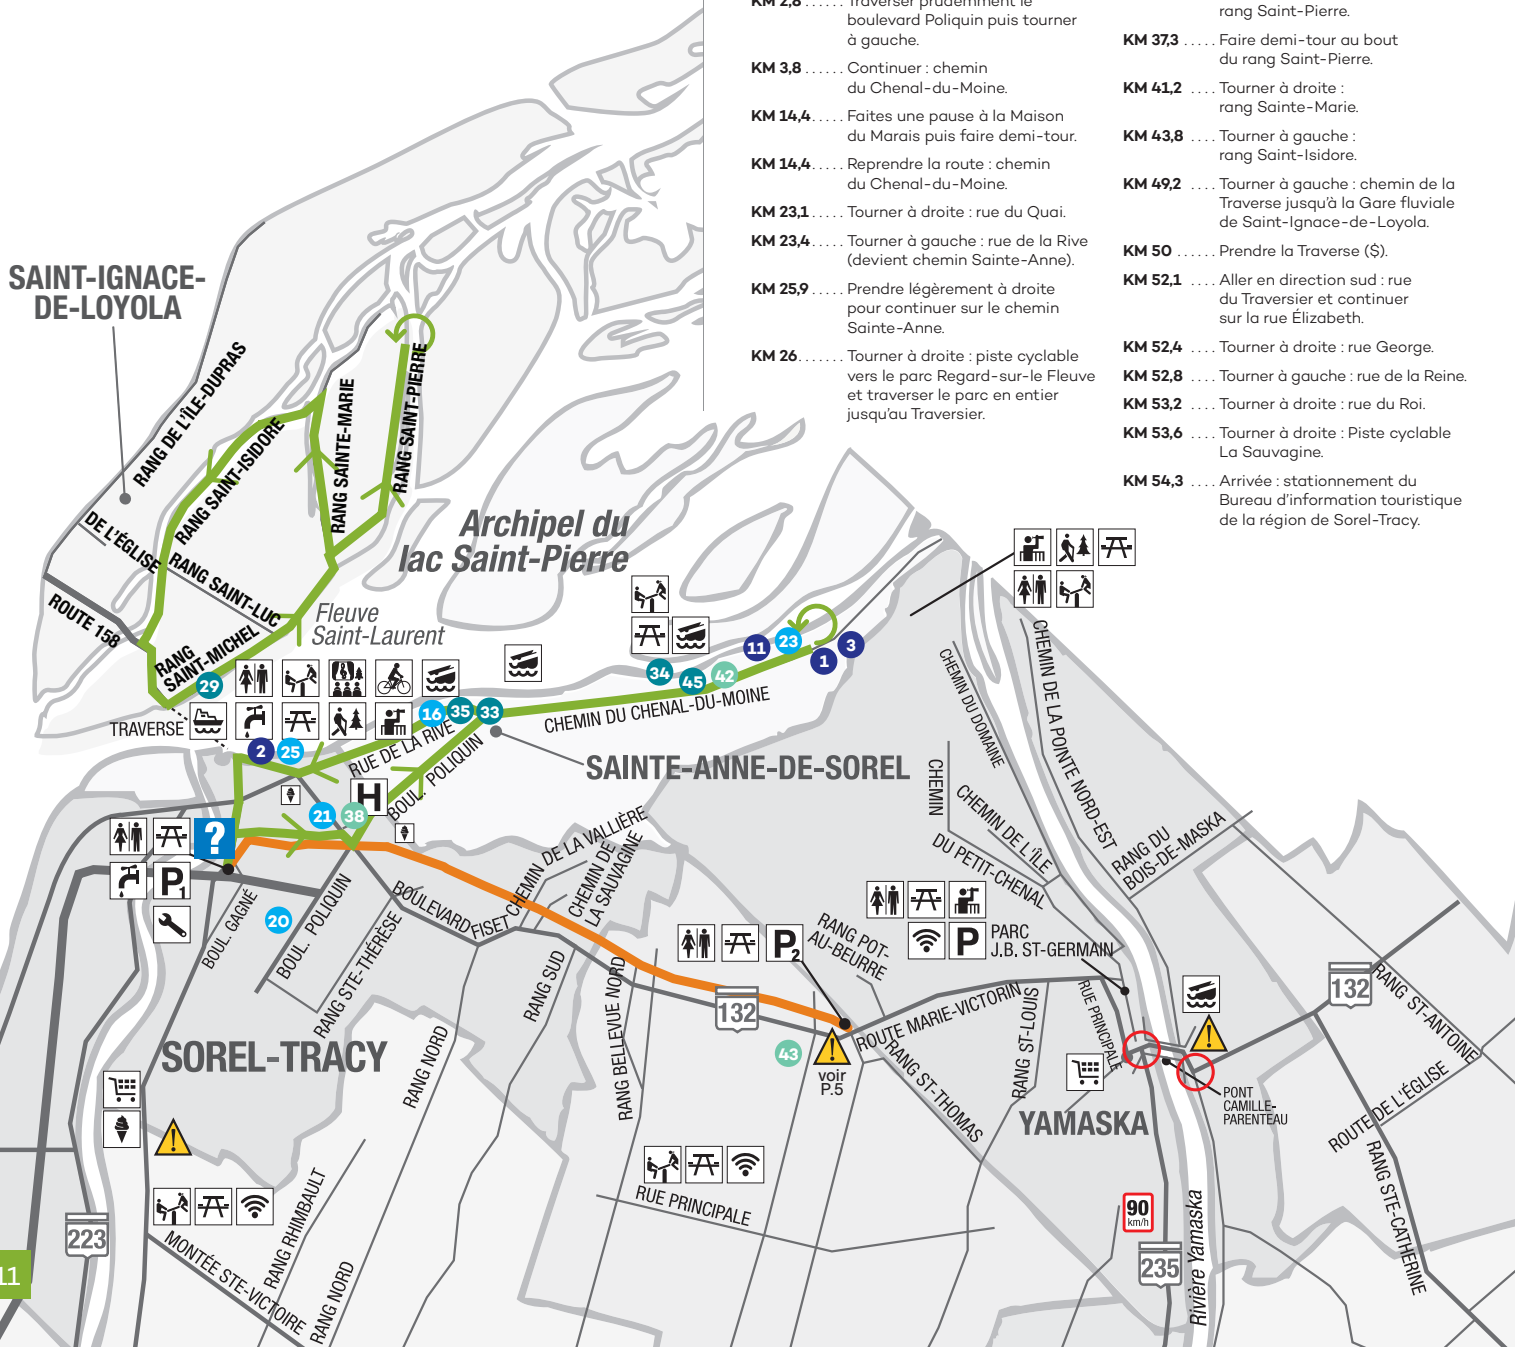 KM 2,8 ...... Traverser prudemment le
boulevard Poliquin puis tourner
à gauche.
KM 3,8 ...... Continuer : chemin
du Chenal-du-Moine.
KM 14,4 ..... Faites une pause à la Maison
du Marais puis faire demi-tour.
KM 14,4 ..... Reprendre la route : chemin
du Chenal-du-Moine.
KM 23,1 ..... Tourner à droite : rue du Quai.
KM 23,4 ..... Tourner à gauche : rue de la Rive
(devient chemin Sainte-Anne).
KM 25,9 ..... Prendre légèrement à droite
pour continuer sur le chemin
Sainte-Anne.
KM 26 ....... Tourner à droite : piste cyclable
vers le parc Regard-sur-le Fleuve
et traverser le parc en entier
jusqu'au Traversier.
rang Saint-Pierre.
KM 37,3 ..... Faire demi-tour au bout
du rang Saint-Pierre.
KM 41,2 .... Tourner à droite :
rang Sainte-Marie.
KM 43,8 .... Tourner à gauche :
rang Saint-Isidore.
KM 49,2 .... Tourner à gauche : chemin de la
Traverse jusqu'à la Gare fluviale
de Saint-Ignace-de-Loyola.
KM 50 ...... Prendre la Traverse ($).
KM 52,1 .... Aller en direction sud : rue
du Traversier et continuer
sur la rue Élizabeth.
KM 52,4 .... Tourner à droite : rue George.
KM 52,8 .... Tourner à gauche : rue de la Reine.
KM 53,2 .... Tourner à droite : rue du Roi.
KM 53,6 .... Tourner à droite : Piste cyclable
La Sauvagine.
KM 54,3 .... Arrivée : stationnement du
Bureau d'information touristique
de la région de Sorel-Tracy.
SAINT-IGNACE-
DE-LOYOLA
RANG DE L'ÎLE-DUPRAS
RANG SAINT-ISIDORE
RANG SAINTE-MARIE
RANG SAINT-PIERRE
DE L'ÉGLISE
RANG SAINT-LUC
ROUTE 158
RANG
SAINT-MICHEL
Archipel du
lac Saint-Pierre
Fleuve
Saint-Laurent
29
TRAVERSE
2
25
16
35
33
34
45
42
11
23
1
3
RUE DE LA RIVE
BOUL. POLIQUIN
CHEMIN DU CHENAL-DU-MOINE
SAINTE-ANNE-DE-SOREL
H
21
38
?
P1
20
BOUL. GAGNÉ
BOUL. POLIQUIN
RANG STE-THÉRÈSE
BOULEVARD FISET
CHEMIN DE LA VALLIÈRE
CHEMIN DE
LA SAUVAGINE
RANG SUD
RANG NORD
RANG BELLEVUE NORD
SOREL-TRACY
P2
132
43
voir
P.5
RANG POT-
AU-BEURRE
ROUTE MARIE-VICTORIN
RANG ST-THOMAS
RANG ST-LOUIS
RUE PRINCIPALE
P
PARC
J.B. ST-GERMAIN
CHEMIN DU DOMAINE
CHEMIN DE LA POINTE NORD-EST
CHEMIN
DU PETIT-CHENAL
CHEMIN DE L'ÎLE
RANG DU
BOIS-DE-MASKA
132
RANG ST-ANTOINE
ROUTE DE L'ÉGLISE
RANG STE-CATHERINE
YAMASKA
PONT
CAMILLE-
PARENTEAU
90
km/h
235
Rivière Yamaska
RUE PRINCIPALE
223
MONTÉE STE-VICTOIRE
RANG RHIMBAULT
RANG NORD
11